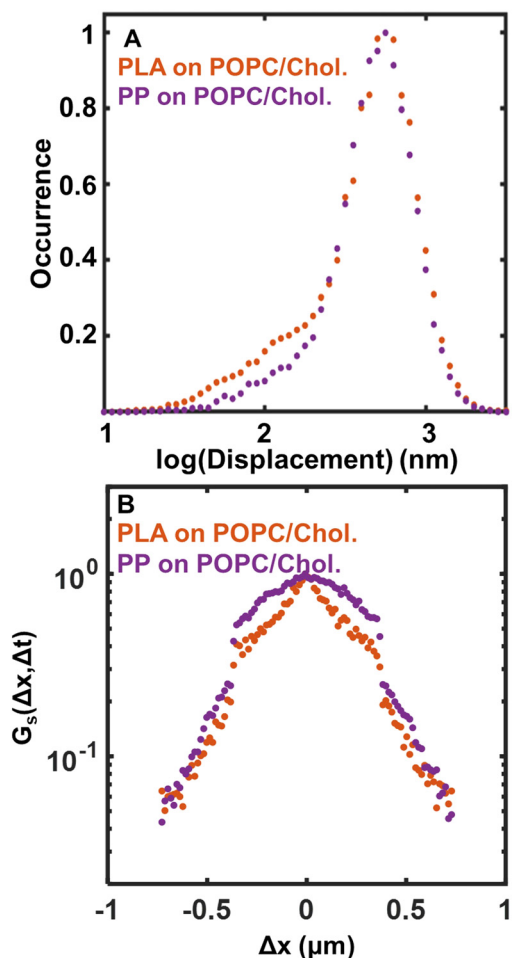 A
PLA on POPC/Chol.
PP on POPC/Chol.
Occurrence
1
0.8
0.6
0.4
0.2
1
2
3
log(Displacement) (nm)
B
PLA on POPC/Chol.
PP on POPC/Chol.
Gₛ(Δx,Δt)
10⁰
10⁻¹
-1
-0.5
0
0.5
1
Δx (μm)